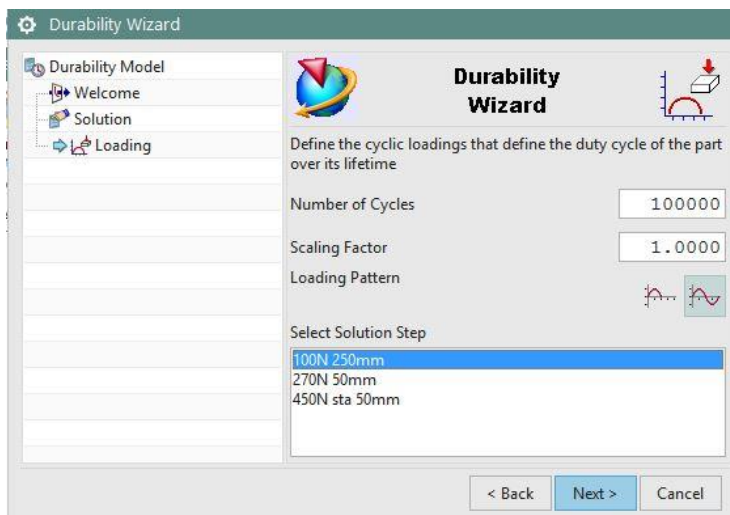 Durability Wizard
Durability Model
Welcome
Solution
Loading
Durability
Wizard
Define the cyclic loadings that define the duty cycle of the part
over its lifetime
Number of Cycles 100000
Scaling Factor 1.0000
Loading Pattern
Select Solution Step
100N 250mm
270N 50mm
450N sta 50mm
< Back Next > Cancel